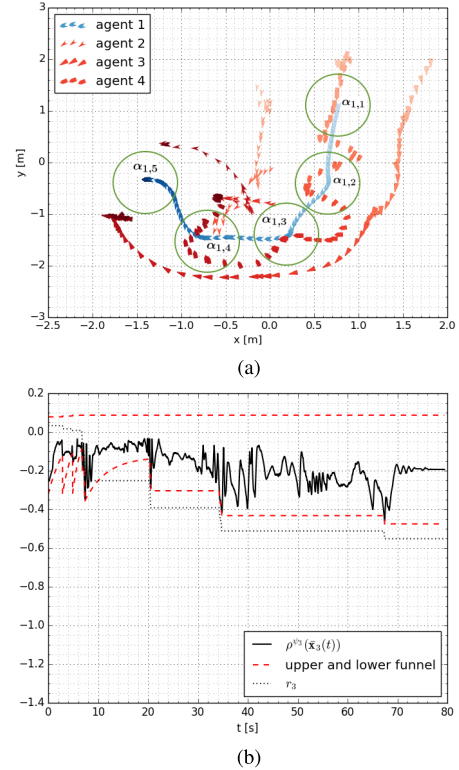 3
agent 1
agent 2
agent 3
agent 4
2
1
0
−1
−2
−3
y [m]
α1,1
α1,2
α1,3
α1,4
α1,5
−2.5 −2.0 −1.5 −1.0 −0.5 0.0 0.5 1.0 1.5 2.0
x [m]
(a)
0.2
0.0
−0.2
−0.4
−0.6
−0.8
−1.0
−1.2
−1.4
ρ^ψ3(x̄3(t))
upper and lower funnel
r3
0 10 20 30 40 50 60 70 80
t [s]
(b)